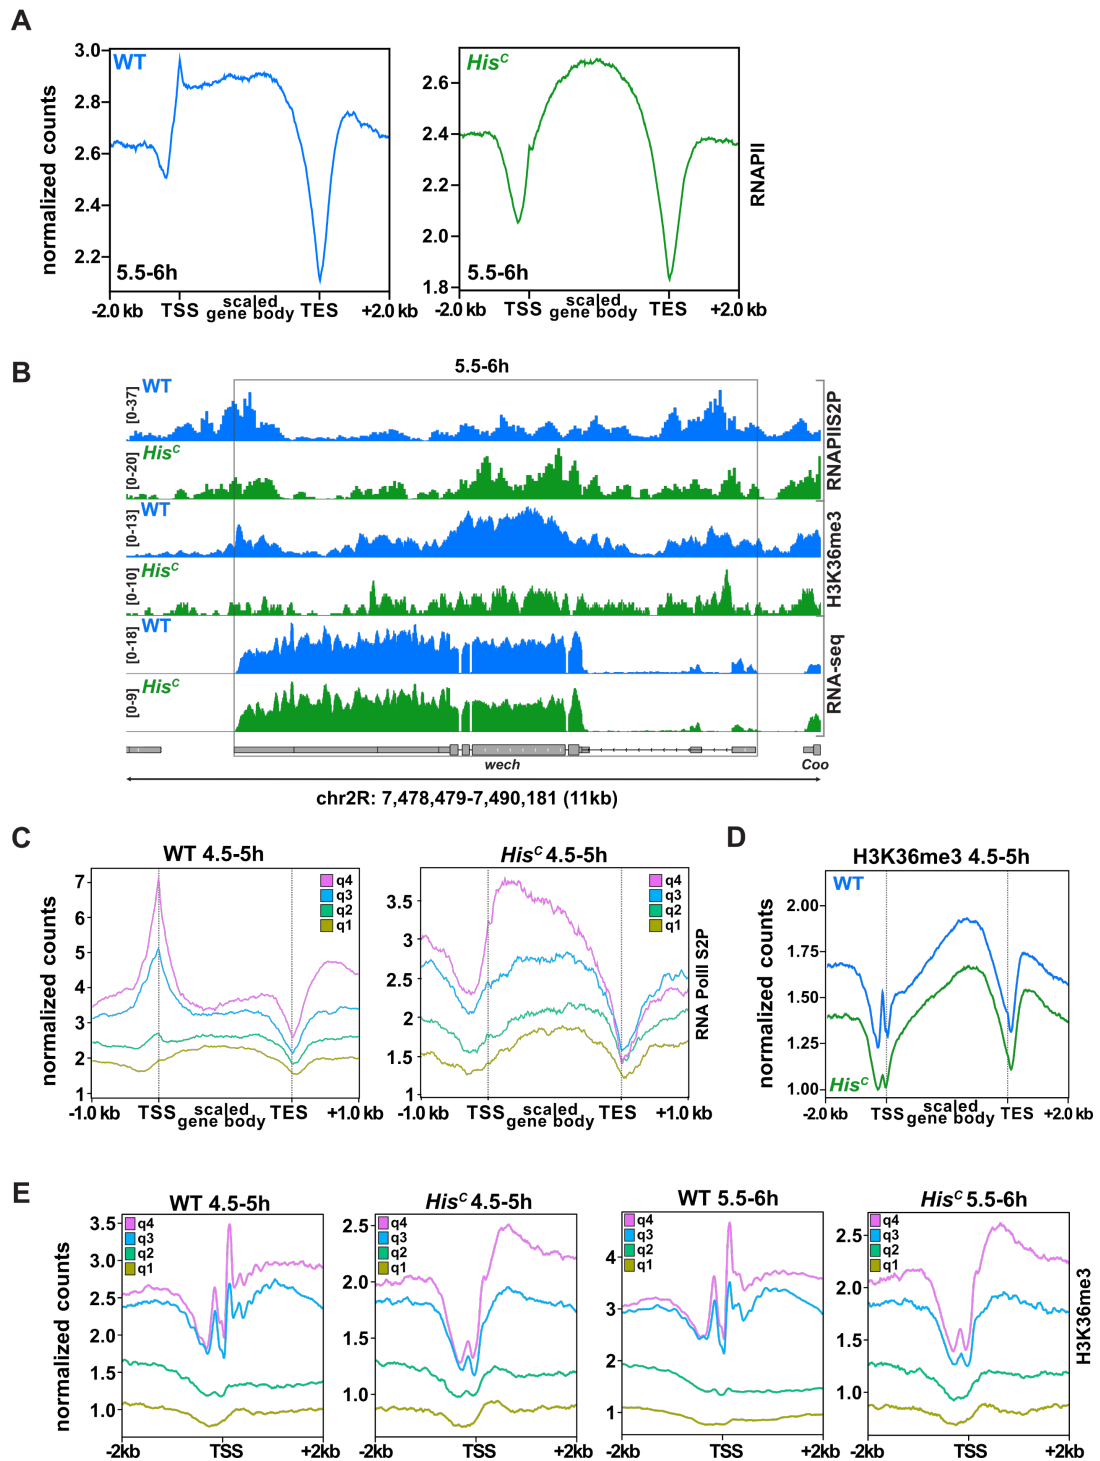 A
WT
HisC
normalized counts
3.0
2.8
2.6
2.4
2.2
2.6
2.4
2.2
2.0
1.8
5.5-6h
5.5-6h
RNAPII
-2.0 kb TSS scaled gene body TES +2.0 kb
-2.0 kb TSS scaled gene body TES +2.0 kb
B
5.5-6h
[0-37] WT
[0-20] HisC
RNAPIIS2P
[0-13] WT
[0-10] HisC
H3K36me3
[0-8] WT
[0-9] HisC
RNA-seq
wech
Coo
chr2R: 7,478,479-7,490,181 (11kb)
C
WT 4.5-5h
HisC 4.5-5h
normalized counts
7
6
5
4
3
2
1
q4
q3
q2
q1
3.5
3
2.5
2
1.5
1
q4
q3
q2
q1
RNA PolII S2P
-1.0 kb TSS scaled gene body TES +1.0 kb
-1.0 kb TSS scaled gene body TES +1.0 kb
D
H3K36me3 4.5-5h
WT
HisC
normalized counts
2.00
1.75
1.50
1.25
1.00
-2.0 kb TSS scaled gene body TES +2.0 kb
E
WT 4.5-5h
HisC 4.5-5h
WT 5.5-6h
HisC 5.5-6h
normalized counts
3.5
3.0
2.5
2.0
1.5
1.0
q4
q3
q2
q1
2.5
2.0
1.5
1.0
q4
q3
q2
q1
4
3
2
1
q4
q3
q2
q1
2.5
2.0
1.5
1.0
q4
q3
q2
q1
H3K36me3
-2kb TSS +2kb
-2kb TSS +2kb
-2kb TSS +2kb
-2kb TSS +2kb